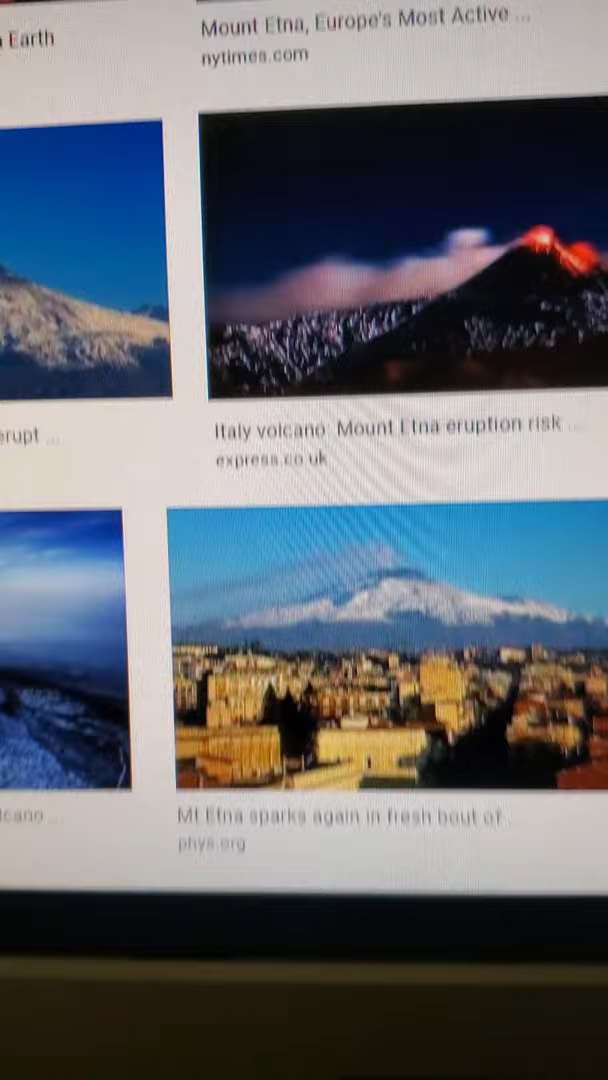 Earth
Mount Etna, Europe's Most Active ...
nytimes.com
erupt ...
Italy volcano: Mount Etna eruption risk ...
express.co.uk
lcano ...
Mt Etna sparks again in fresh bout of ...
phys.org